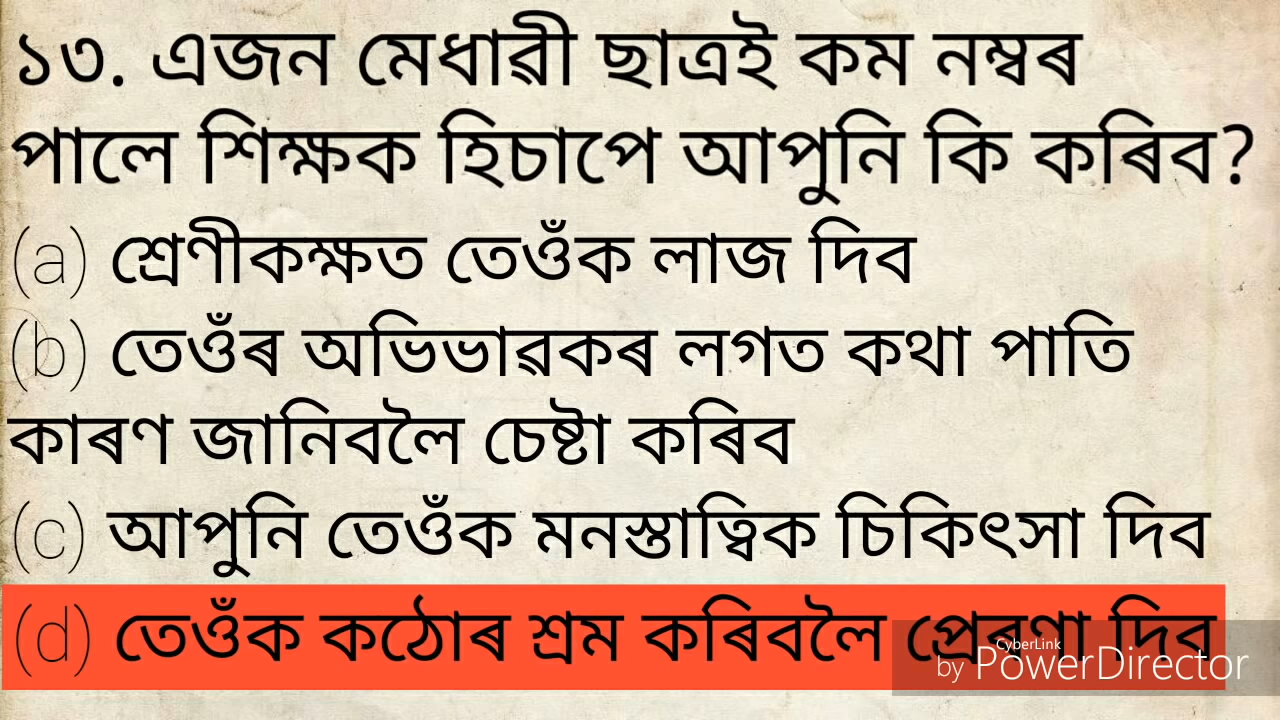 ১৩. এজন মেধাৱী ছাত্ৰই কম নম্বৰ
পালে শিক্ষক হিচাপে আপুনি কি কৰিব?
(a) শ্ৰেণীকক্ষত তেওঁক লাজ দিব
(b) তেওঁৰ অভিভাৱকৰ লগত কথা পাতি
কাৰণ জানিবলৈ চেষ্টা কৰিব
(c) আপুনি তেওঁক মনস্তাত্বিক চিকিৎসা দিব
(d) তেওঁক কঠোৰ শ্ৰম কৰিবলৈ প্ৰেৰণা দিব
CyberLink
by PowerDirector